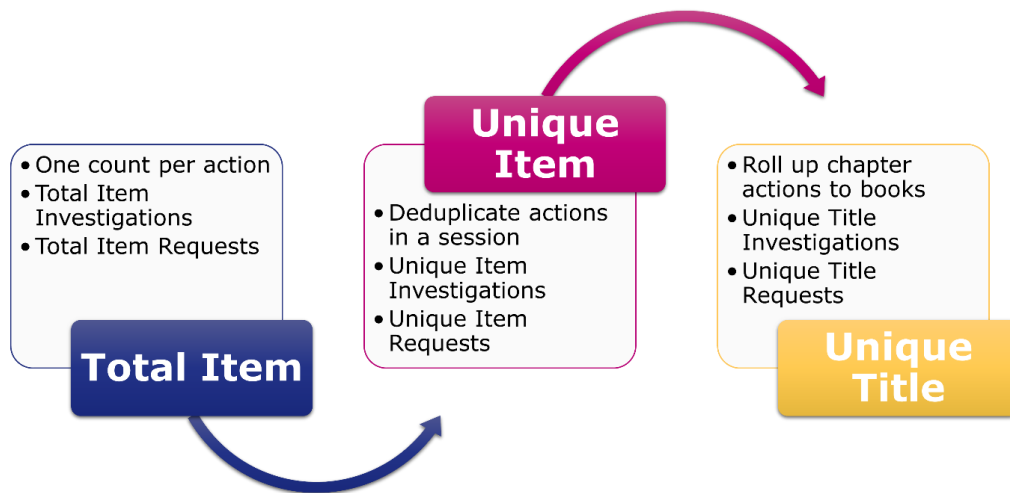 • One count per action
• Total Item
Investigations
• Total Item Requests
Total Item
Unique
Item
• Deduplicate actions
in a session
• Unique Item
Investigations
• Unique Item
Requests
• Roll up chapter
actions to books
• Unique Title
Investigations
• Unique Title
Requests
Unique
Title